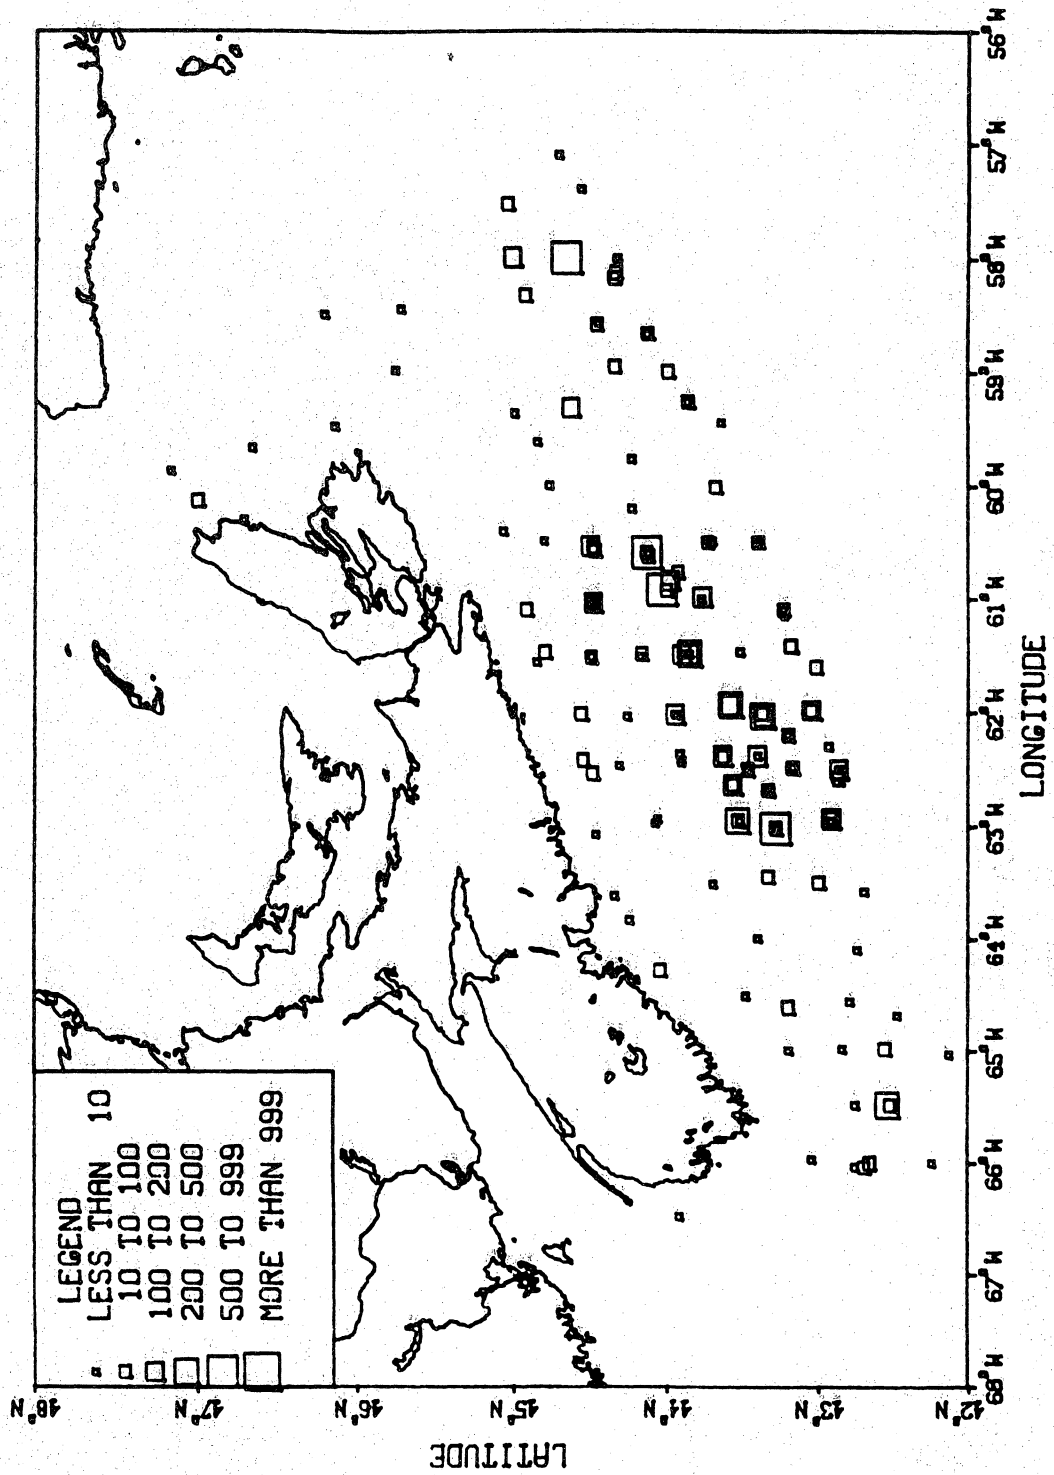 LEGEND
LESS THAN 10
10 TO 100
100 TO 200
200 TO 500
500 TO 999
MORE THAN 999
48°N
47°N
46°N
45°N
44°N
43°N
42°N
LATITUDE
68°W
67°W
66°W
65°W
64°W
63°W
62°W
61°W
60°W
59°W
58°W
57°W
56°W
LONGITUDE